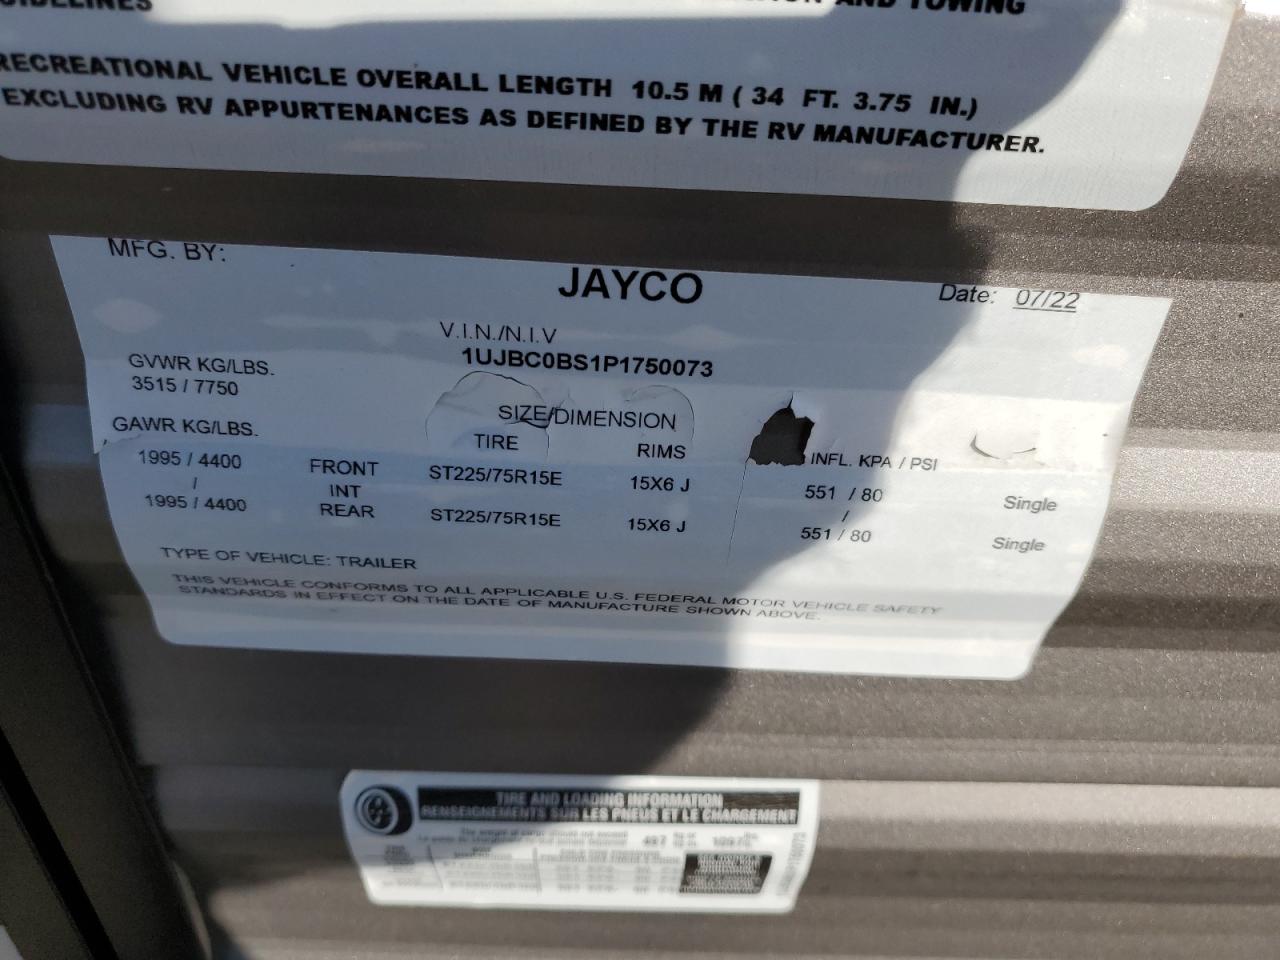 AND TOWING
RECREATIONAL VEHICLE OVERALL LENGTH 10.5 M ( 34 FT. 3.75 IN.)
EXCLUDING RV APPURTENANCES AS DEFINED BY THE RV MANUFACTURER.
MFG. BY:
JAYCO
Date: 07/22
V.I.N./N.I.V
1UJBC0BS1P1750073
GVWR KG/LBS.
3515 / 7750
SIZE/DIMENSION
GAWR KG/LBS.
TIRE RIMS INFL. KPA / PSI
1995 / 4400 FRONT ST225/75R15E 15X6 J 551 / 80 Single
/ INT /
1995 / 4400 REAR ST225/75R15E 15X6 J 551 / 80 Single
TYPE OF VEHICLE: TRAILER
THIS VEHICLE CONFORMS TO ALL APPLICABLE U.S. FEDERAL MOTOR VEHICLE SAFETY
STANDARDS IN EFFECT ON THE DATE OF MANUFACTURE SHOWN ABOVE.
TIRE AND LOADING INFORMATION
RENSEIGNEMENTS SUR LES PNEUS ET LE CHARGEMENT